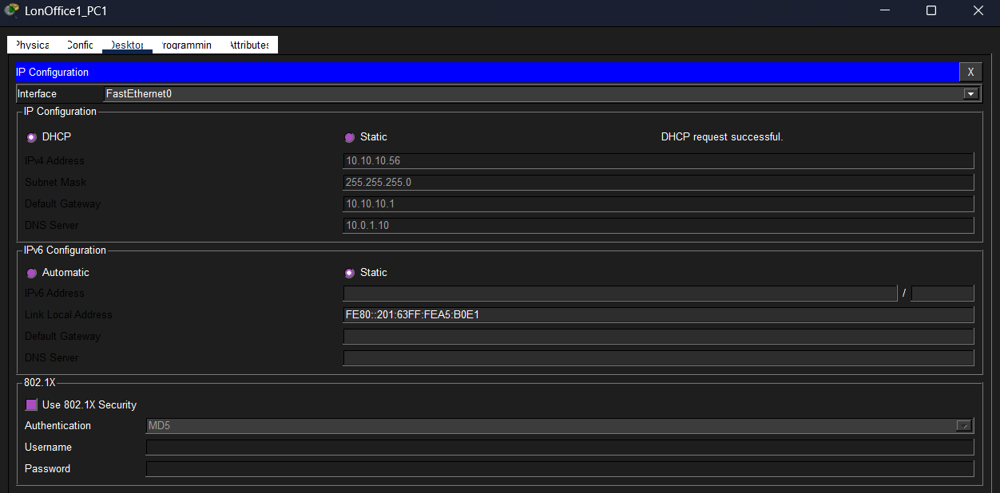 LonOffice1_PC1
Physica Config Desktop rogrammin Attributes
IP Configuration X
Interface FastEthernet0
IP Configuration
DHCP Static DHCP request successful.
IPv4 Address 10.10.10.56
Subnet Mask 255.255.255.0
Default Gateway 10.10.10.1
DNS Server 10.0.1.10
IPv6 Configuration
Automatic Static
IPv6 Address /
Link Local Address FE80::201:63FF:FEA5:B0E1
Default Gateway
DNS Server
802.1X
Use 802.1X Security
Authentication MD5
Username
Password